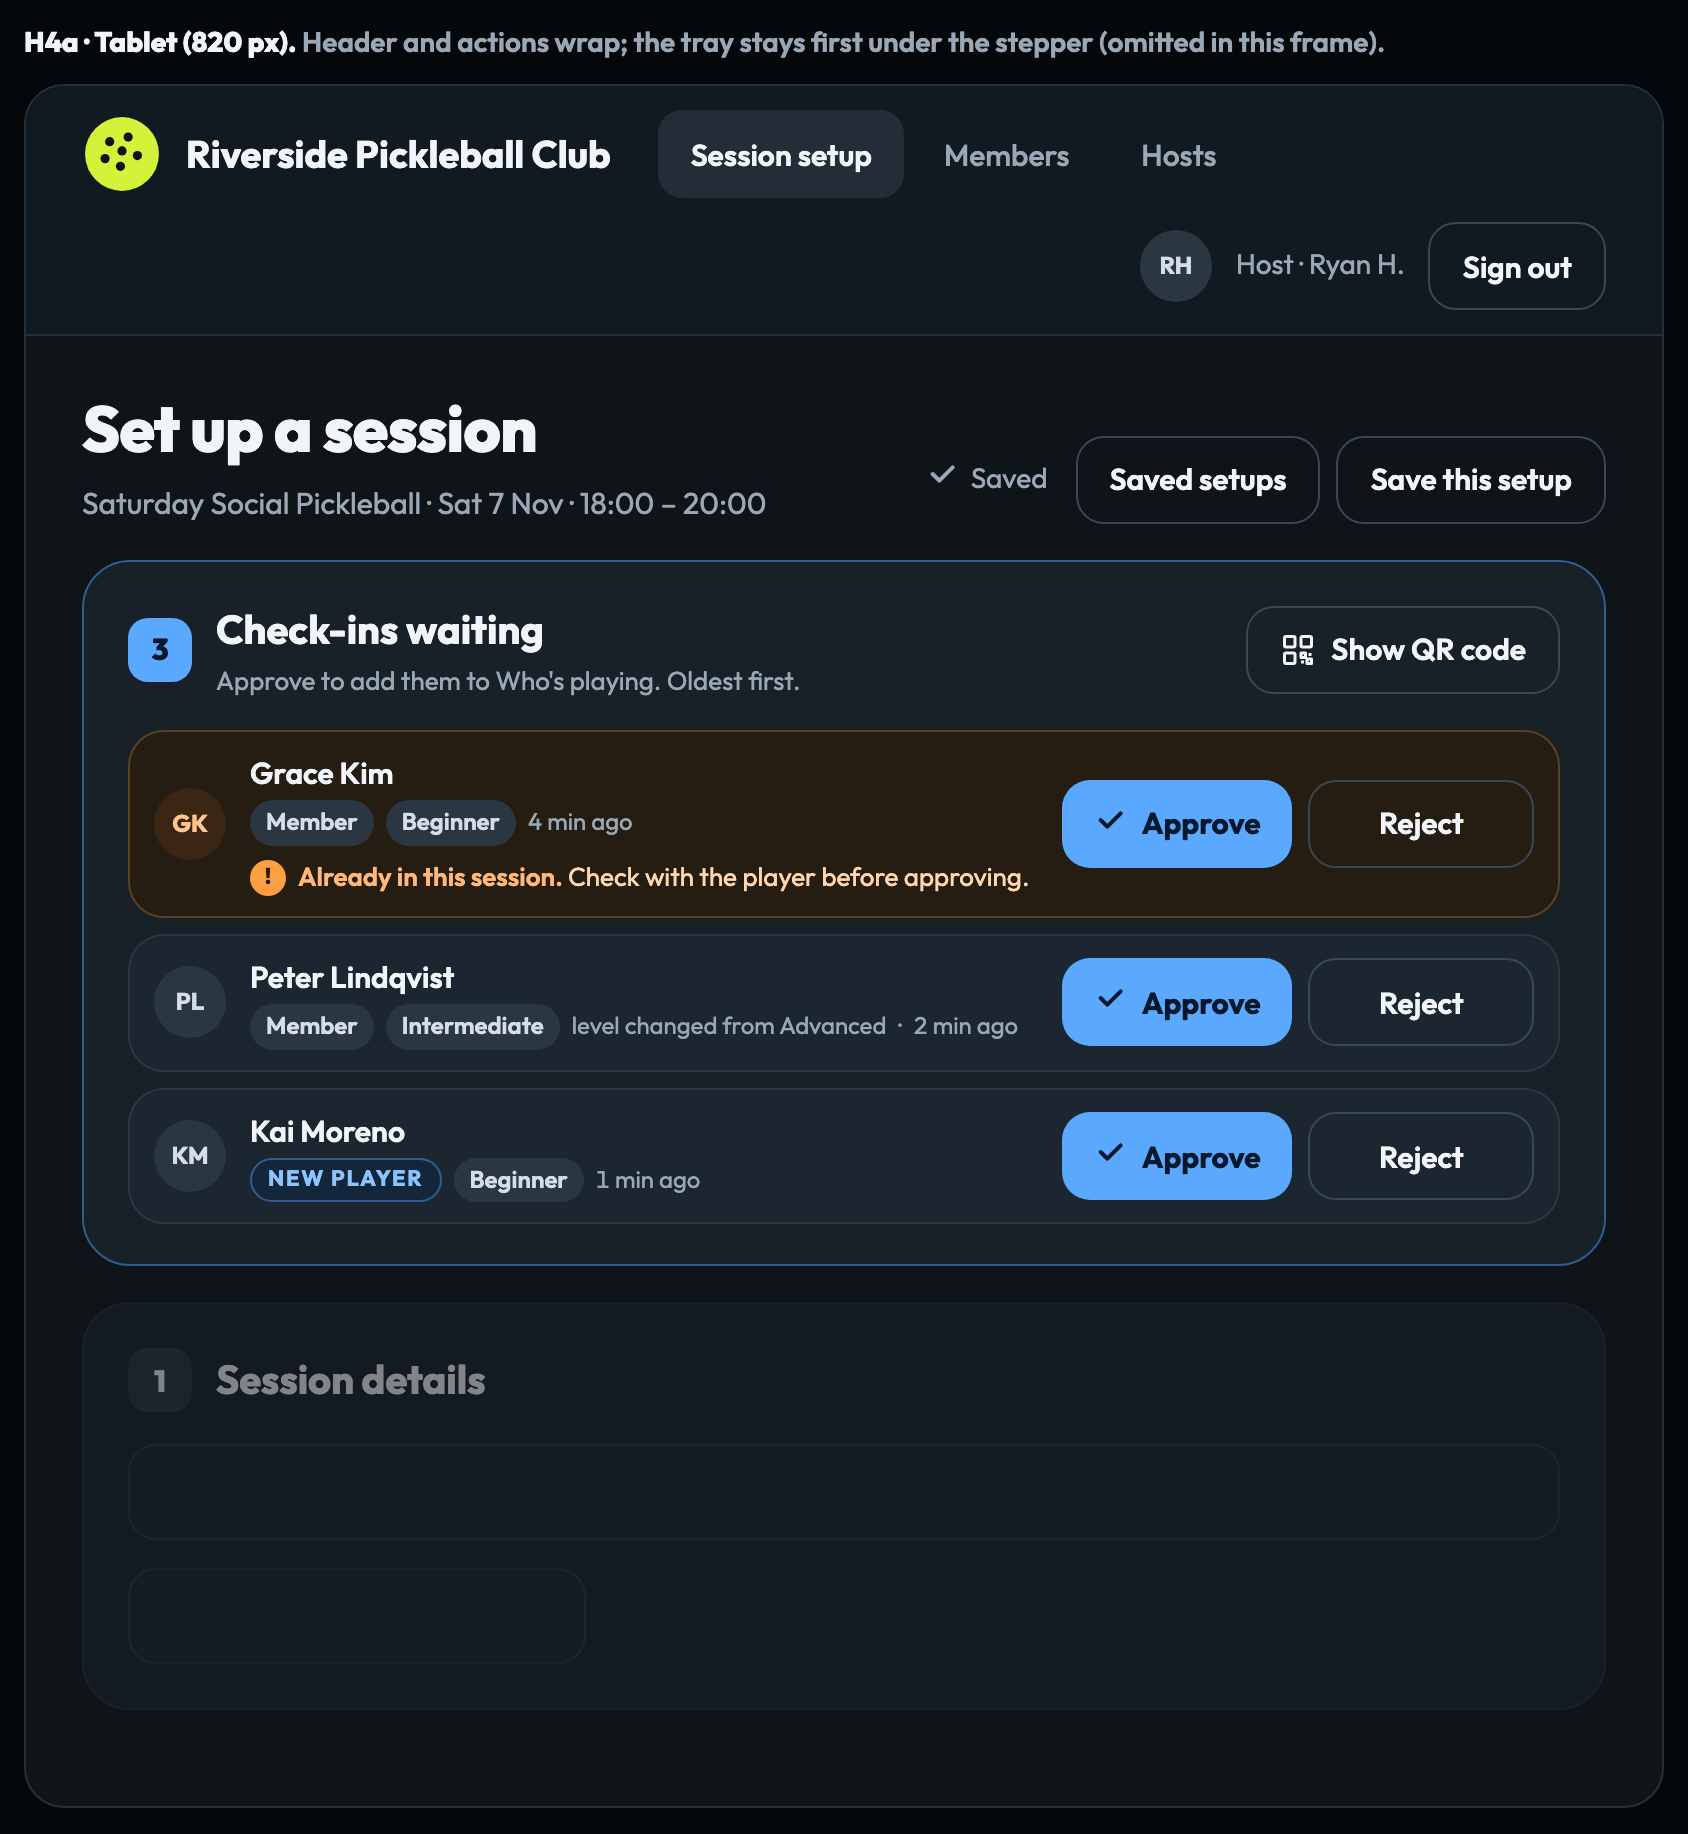 H4a · Tablet (820 px). Header and actions wrap; the tray stays first under the stepper (omitted in this frame).
Riverside Pickleball Club Session setup Members Hosts
RH Host · Ryan H. Sign out
Set up a session
Saturday Social Pickleball · Sat 7 Nov · 18:00 – 20:00
Saved Saved setups Save this setup
3 Check-ins waiting
Approve to add them to Who's playing. Oldest first.
Show QR code
GK Grace Kim
Member Beginner 4 min ago
! Already in this session. Check with the player before approving.
Approve Reject
PL Peter Lindqvist
Member Intermediate level changed from Advanced · 2 min ago
Approve Reject
KM Kai Moreno
NEW PLAYER Beginner 1 min ago
Approve Reject
1 Session details